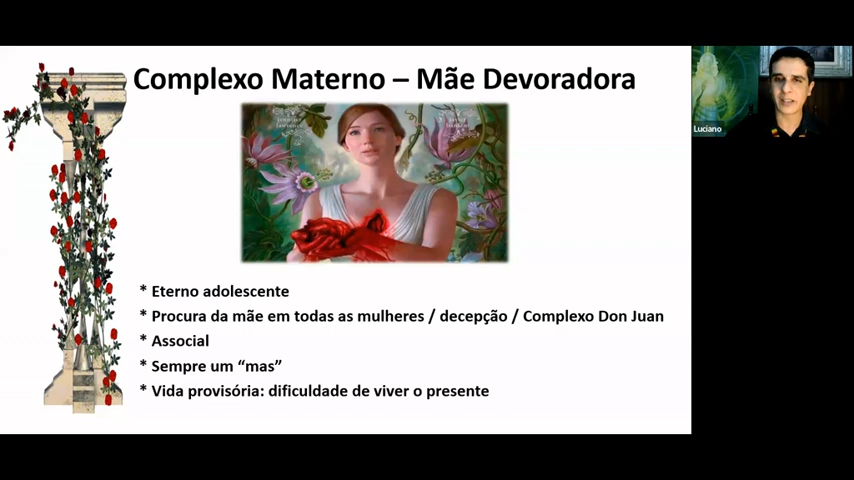 Complexo Materno – Mãe Devoradora
* Eterno adolescente
* Procura da mãe em todas as mulheres / decepção / Complexo Don Juan
* Associal
* Sempre um “mas”
* Vida provisória: dificuldade de viver o presente
Luciano